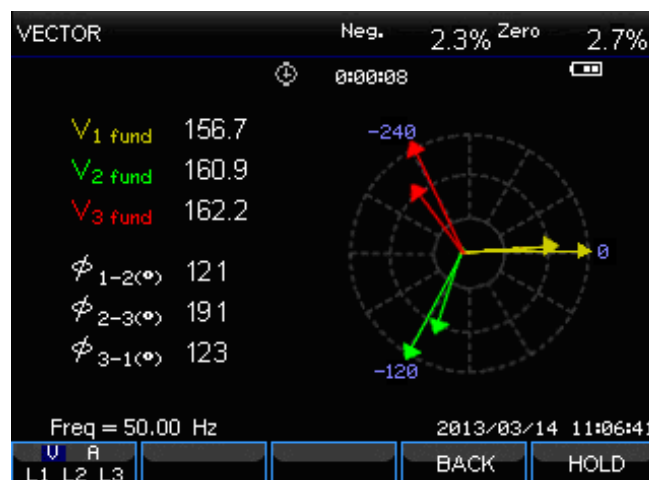 VECTOR Neg. 2.3% Zero 2.7%
0:00:08
V1 fund 156.7
V2 fund 160.9
V3 fund 162.2
ϕ1-2(°) 121
ϕ2-3(°) 191
ϕ3-1(°) 123
-240
0
-120
Freq = 50.00 Hz 2013/03/14 11:06:41
V A
L1 L2 L3 BACK HOLD